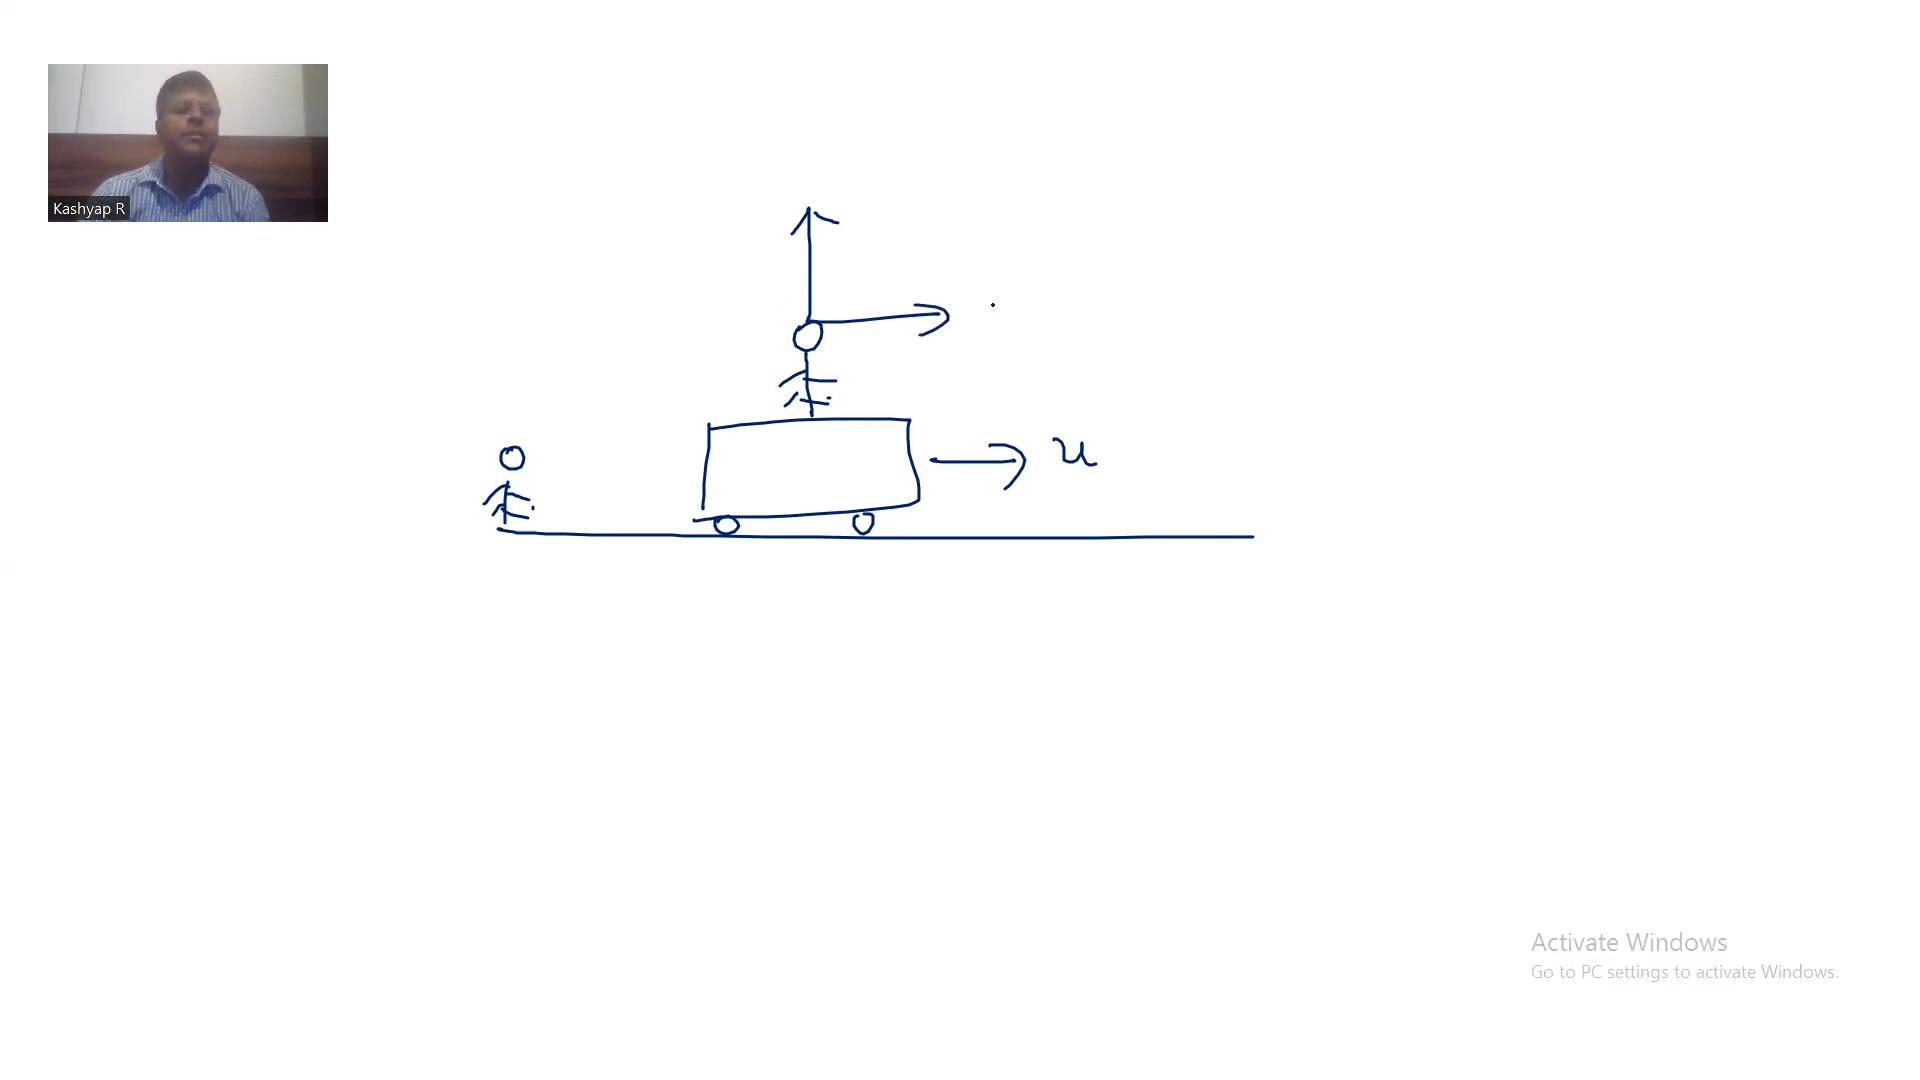 Kashyap R
u
Activate Windows
Go to PC settings to activate Windows.